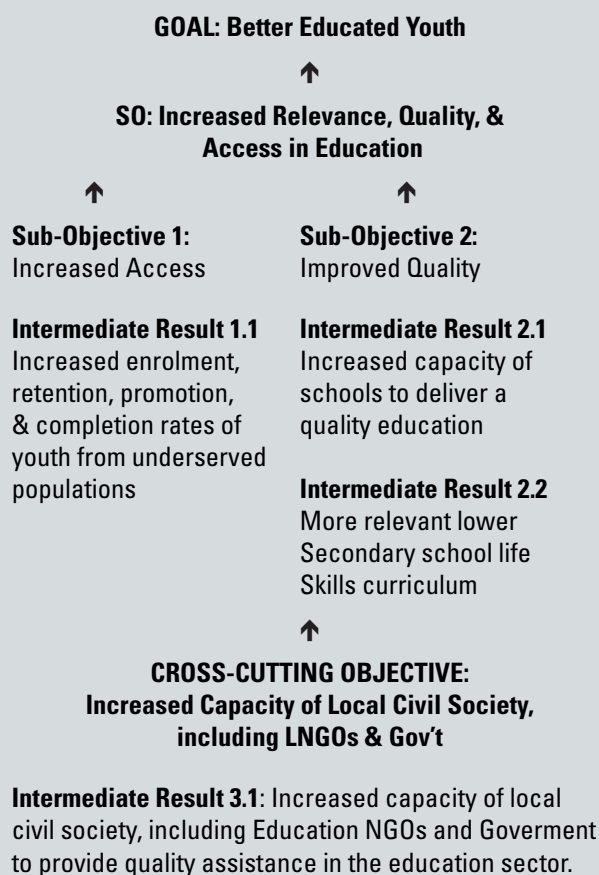 GOAL: Better Educated Youth
↑
SO: Increased Relevance, Quality, &
Access in Education
↑
Sub-Objective 1:
Increased Access
Intermediate Result 1.1
Increased enrolment,
retention, promotion,
& completion rates of
youth from underserved
populations
↑
Sub-Objective 2:
Improved Quality
Intermediate Result 2.1
Increased capacity of
schools to deliver a
quality education
Intermediate Result 2.2
More relevant lower
Secondary school life
Skills curriculum
↑
CROSS-CUTTING OBJECTIVE:
Increased Capacity of Local Civil Society,
including LNGOs & Gov't
Intermediate Result 3.1: Increased capacity of local
civil society, including Education NGOs and Goverment
to provide quality assistance in the education sector.